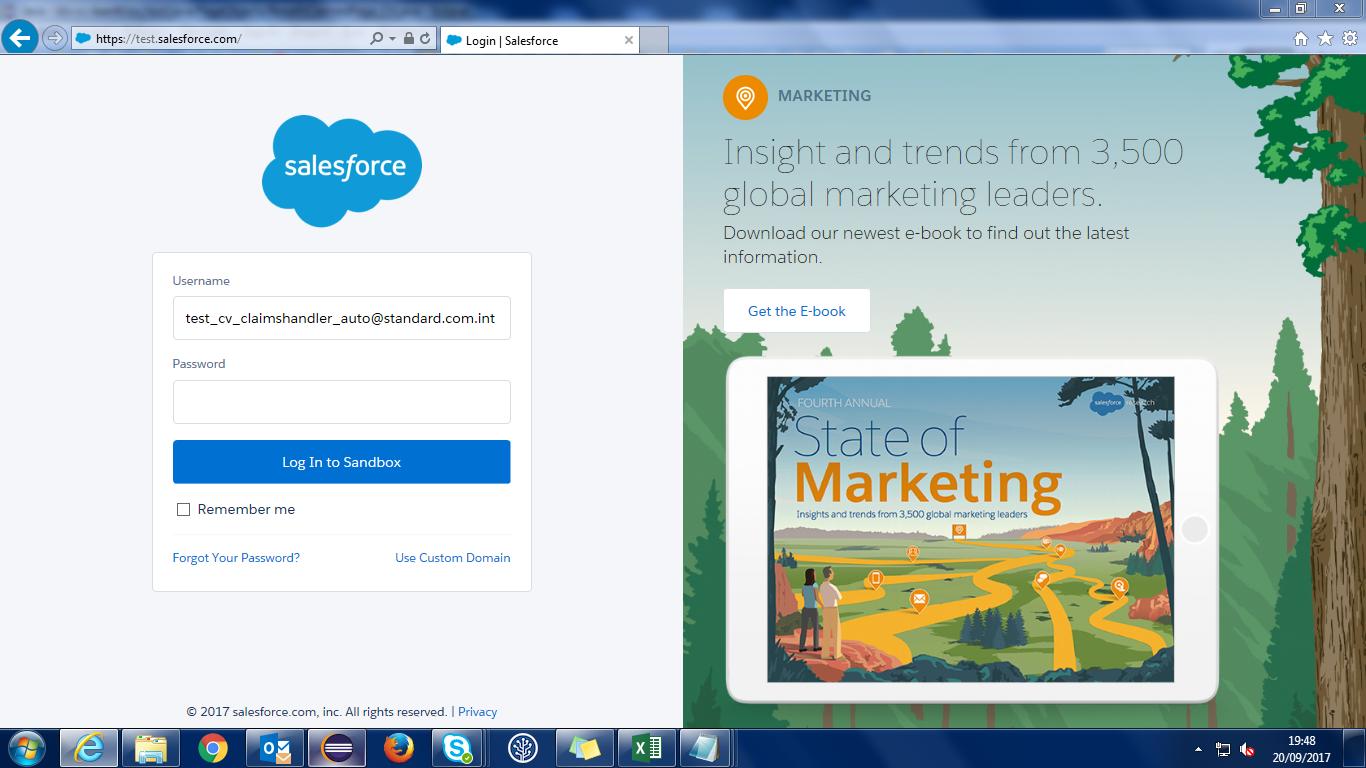 https://test.salesforce.com/
Login | Salesforce
salesforce
Username
test_cv_claimshandler_auto@standard.com.int
Password
Log In to Sandbox
Remember me
Forgot Your Password?
Use Custom Domain
© 2017 salesforce.com, inc. All rights reserved. | Privacy
MARKETING
Insight and trends from 3,500
global marketing leaders.
Download our newest e-book to find out the latest
information.
Get the E-book
FOURTH ANNUAL
salesforce research
State of
Marketing
Insights and trends from 3,500 global marketing leaders
19:48
20/09/2017